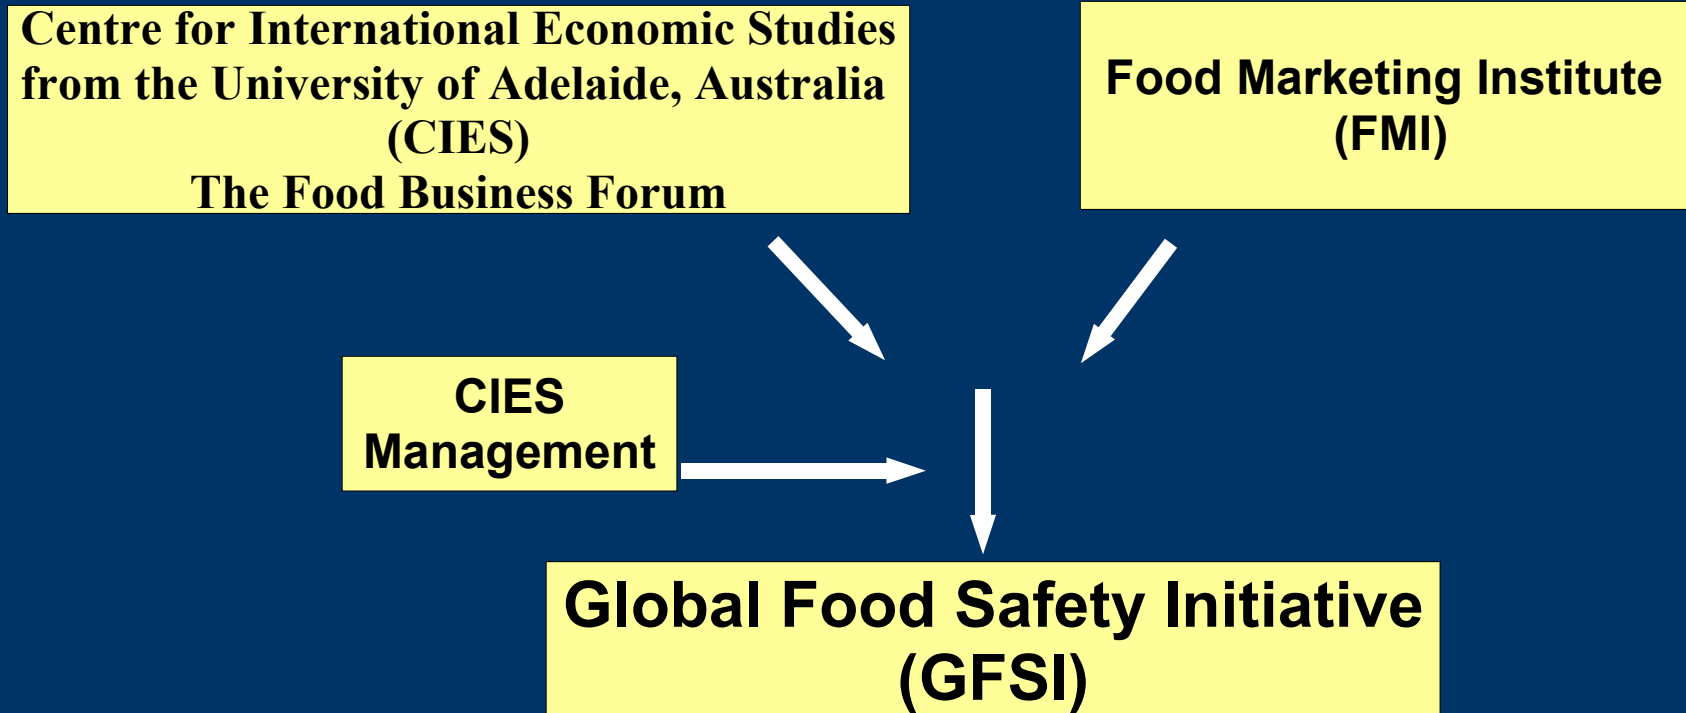 Centre for International Economic Studies
from the University of Adelaide, Australia
(CIES)
The Food Business Forum
Food Marketing Institute
(FMI)
CIES
Management
Global Food Safety Initiative
(GFSI)